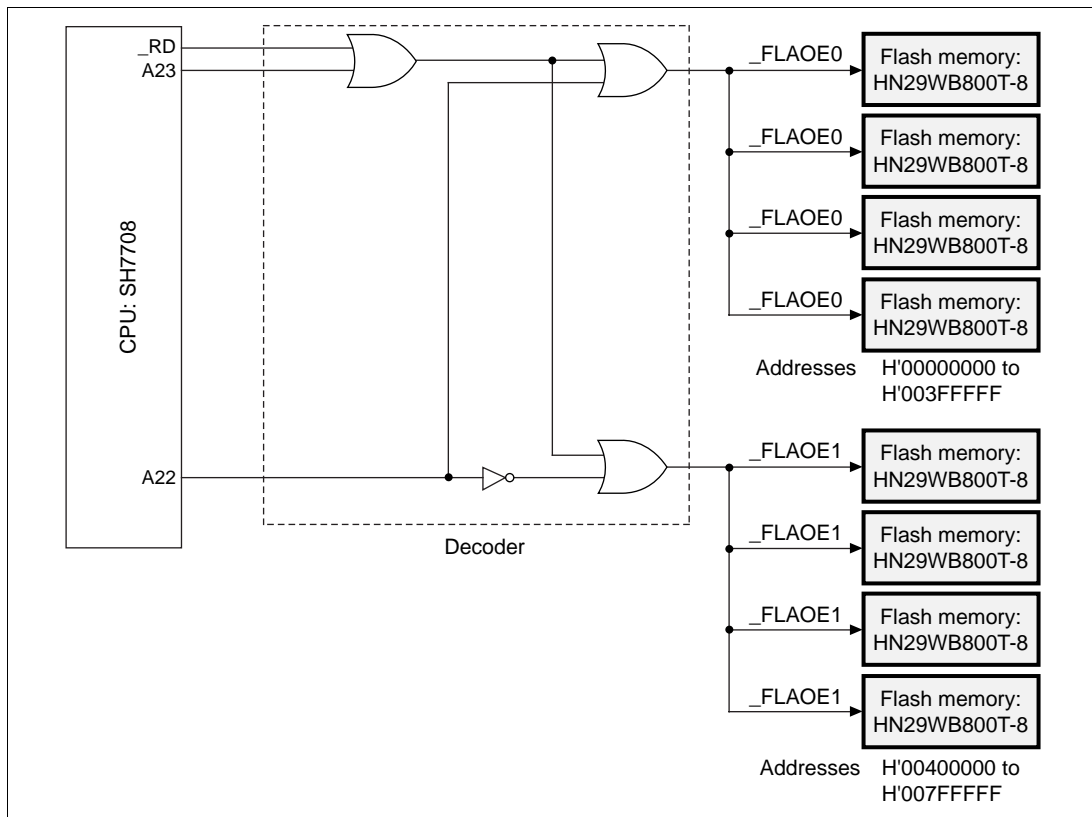 _RD
A23
CPU: SH7708
A22
Decoder
_FLAOE0
Flash memory:
HN29WB800T-8
_FLAOE0
Flash memory:
HN29WB800T-8
_FLAOE0
Flash memory:
HN29WB800T-8
_FLAOE0
Flash memory:
HN29WB800T-8
Addresses H'00000000 to
H'003FFFFF
_FLAOE1
Flash memory:
HN29WB800T-8
_FLAOE1
Flash memory:
HN29WB800T-8
_FLAOE1
Flash memory:
HN29WB800T-8
_FLAOE1
Flash memory:
HN29WB800T-8
Addresses H'00400000 to
H'007FFFFF